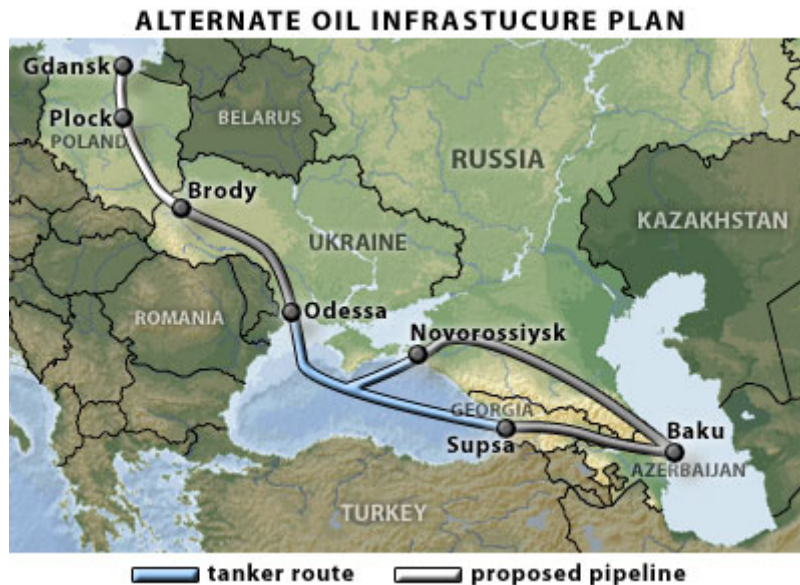 ALTERNATE OIL INFRASTUCURE PLAN
Gdansk
Plock
POLAND
BELARUS
RUSSIA
Brody
KAZAKHSTAN
UKRAINE
ROMANIA
Odessa
Novorossiysk
GEORGIA
Supsa
Baku
AZERBAIJAN
TURKEY
tanker route proposed pipeline